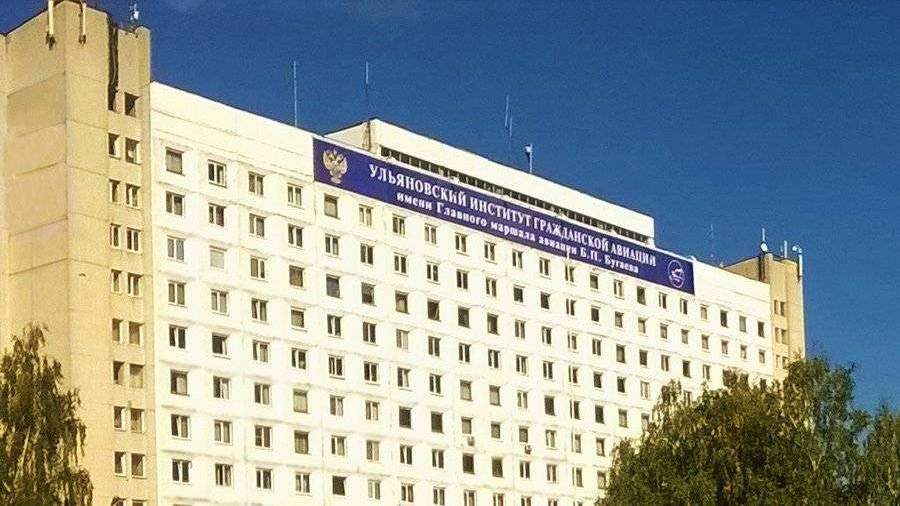 УЛЬЯНОВСКИЙ ИНСТИТУТ ГРАЖДАНСКОЙ АВИАЦИИ
имени Главного маршала авиации Б.П. Бугаева